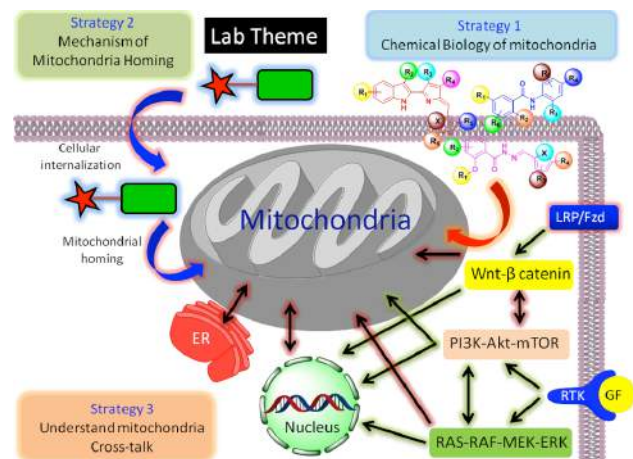 Strategy 2
Mechanism of
Mitochondria Homing
Lab Theme
Strategy 1
Chemical Biology of mitochondria
Cellular
internalization
Mitochondrial
homing
Mitochondria
LRP/Fzd
Wnt-β catenin
ER
PI3K-Akt-mTOR
Nucleus
RTK
GF
RAS-RAF-MEK-ERK
Strategy 3
Understand mitochondria
Cross-talk